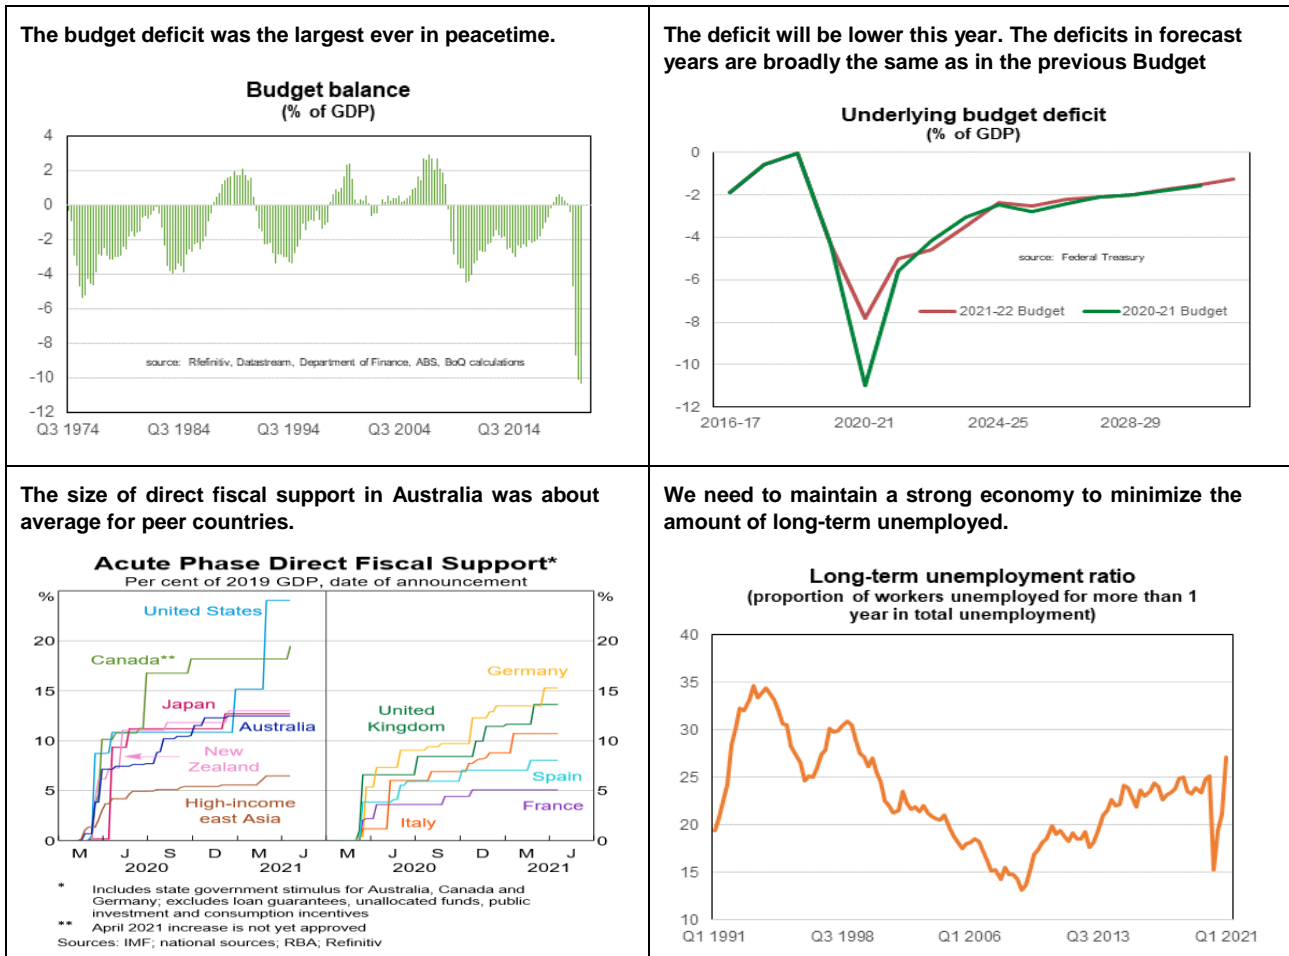 The budget deficit was the largest ever in peacetime.
Budget balance
(% of GDP)
4
2
0
-2
-4
-6
-8
-10
-12
source: Rfefinitiv, Datastream, Department of Finance, ABS, BoQ calculations
Q3 1974 Q3 1984 Q3 1994 Q3 2004 Q3 2014
The deficit will be lower this year. The deficits in forecast
years are broadly the same as in the previous Budget
Underlying budget deficit
(% of GDP)
0
-2
-4
-6
-8
-10
-12
source: Federal Treasury
2021-22 Budget 2020-21 Budget
2016-17 2020-21 2024-25 2028-29
The size of direct fiscal support in Australia was about
average for peer countries.
Acute Phase Direct Fiscal Support*
Per cent of 2019 GDP, date of announcement
% %
United States
20 20
Canada**
Germany
15 15
Japan
United
Kingdom
Australia
10 10
New
Zealand
Spain
5 5
High-income
east Asia
France
Italy
0 0
M J S D M J M J S D M J
2020 2021 2020 2021
* Includes state government stimulus for Australia, Canada and
Germany; excludes loan guarantees, unallocated funds, public
investment and consumption incentives
** April 2021 increase is not yet approved
Sources: IMF; national sources; RBA; Refinitiv
We need to maintain a strong economy to minimize the
amount of long-term unemployed.
Long-term unemployment ratio
(proportion of workers unemployed for more than 1
year in total unemployment)
40
35
30
25
20
15
10
Q1 1991 Q3 1998 Q1 2006 Q3 2013 Q1 2021